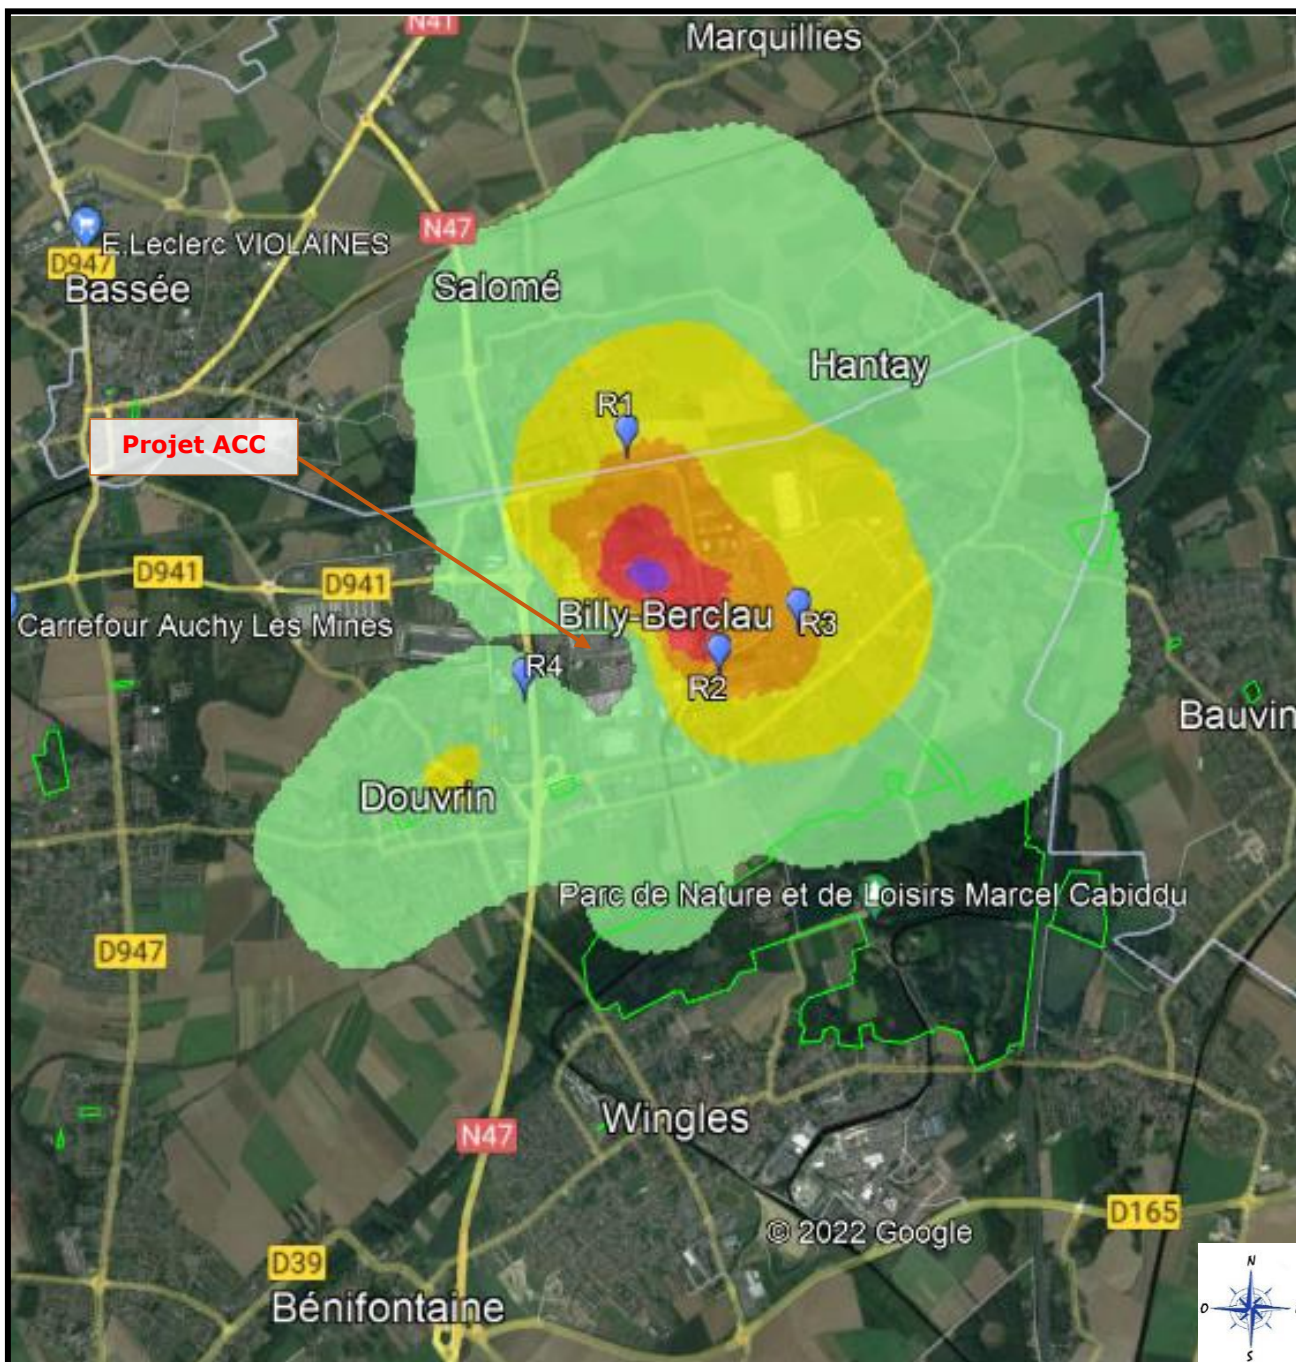 N41
Marquillies
N47
E.Leclerc VIOLAINES
D947
Bassée
Salomé
Hantay
R1
Projet ACC
D941
D941
Carrefour Auchy Les Mines
Billy-Berclau
R3
R4
R2
Bauvin
Douvrin
Parc de Nature et de Loisirs Marcel Cabiddu
D947
Wingles
N47
D165
© 2022 Google
D39
Bénifontaine
N
O
S